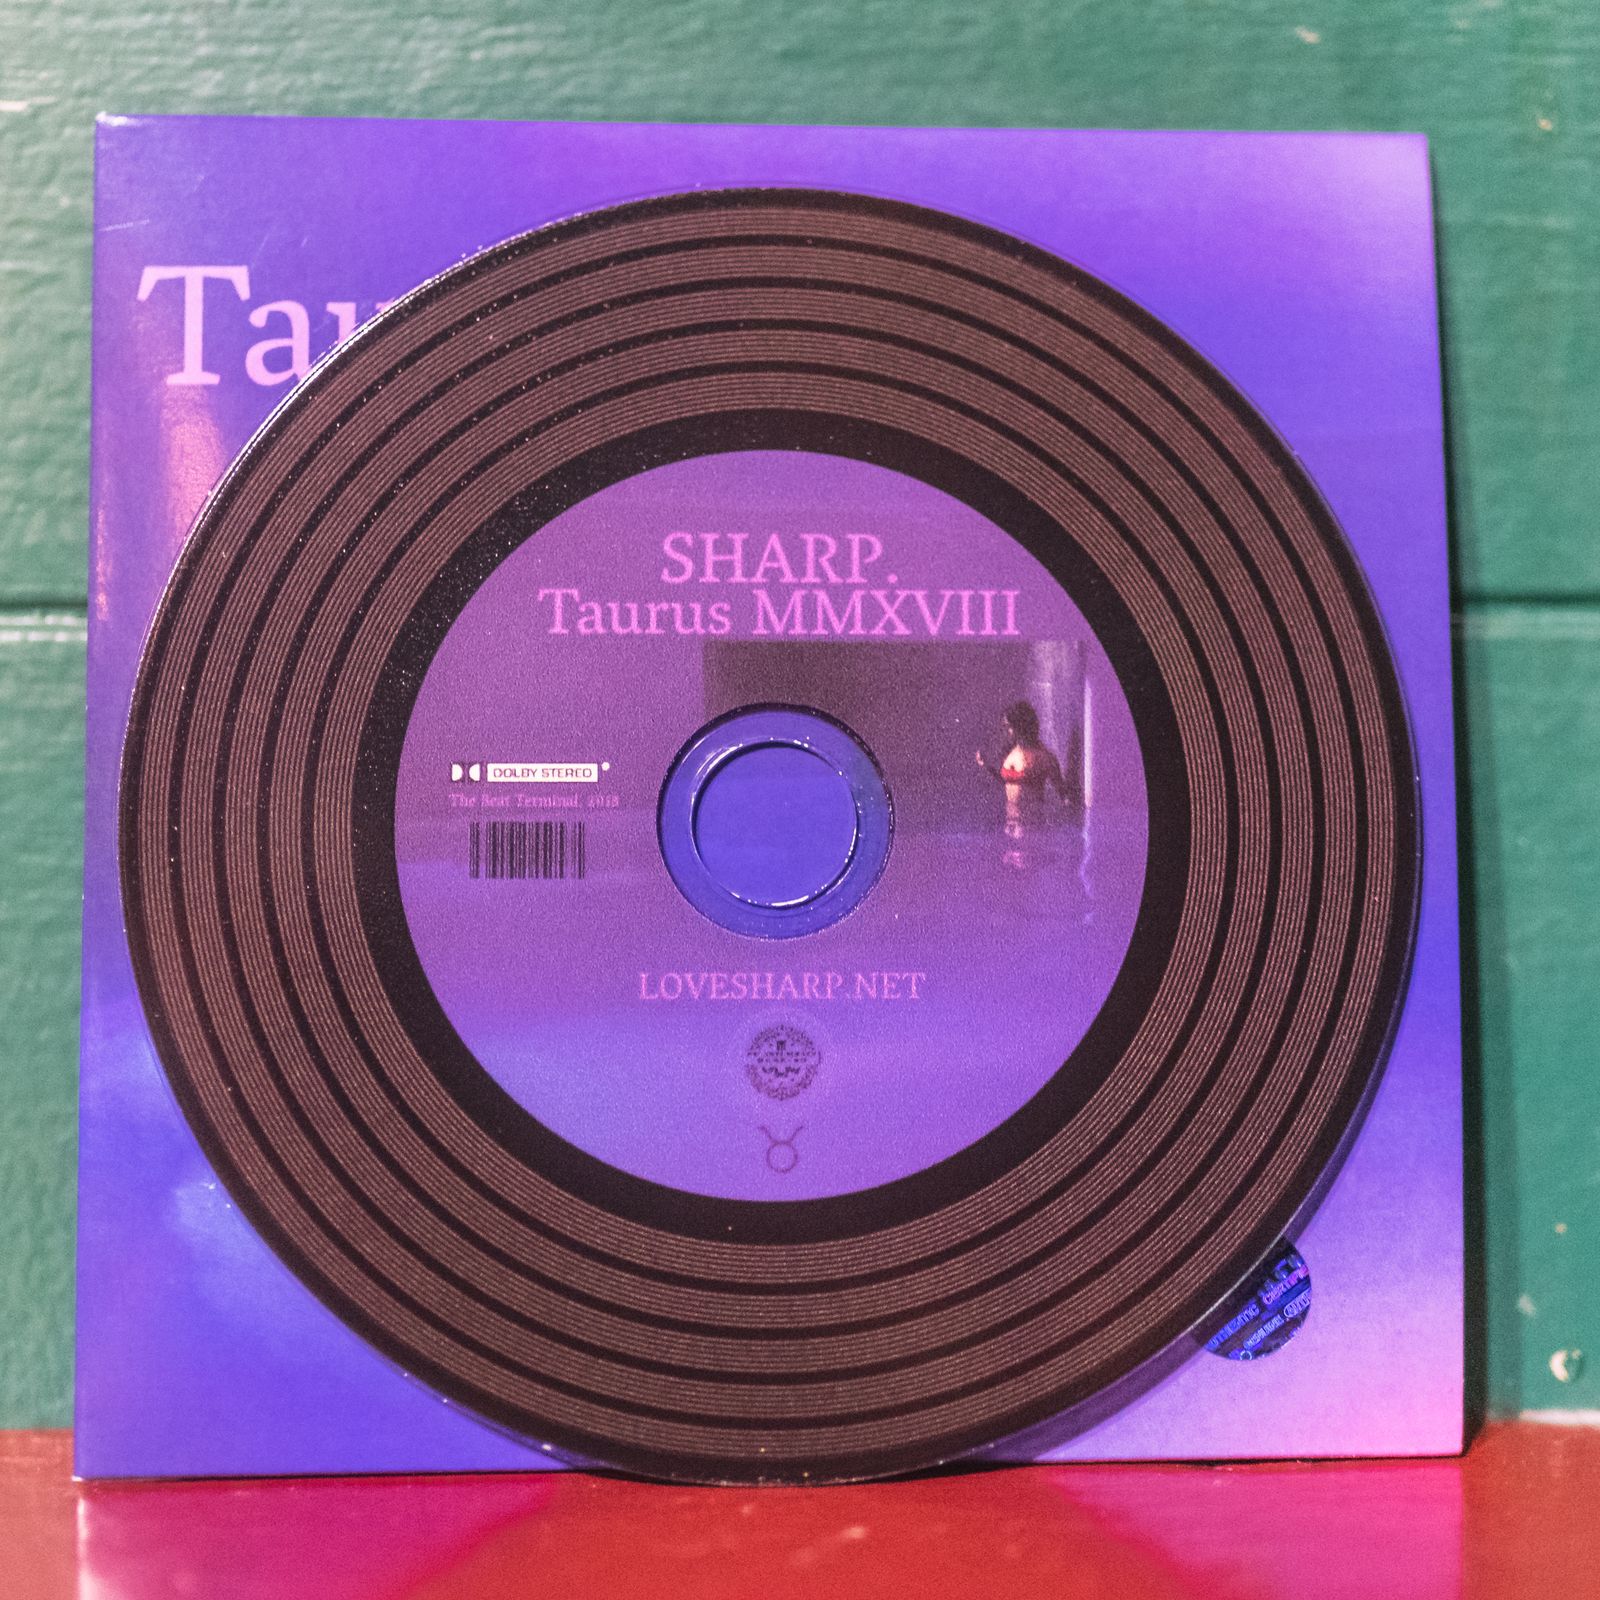 Tau
SHARP.
Taurus MMXVIII
DOLBY STEREO
The Beat Terminal, 2018
LOVESHARP.NET